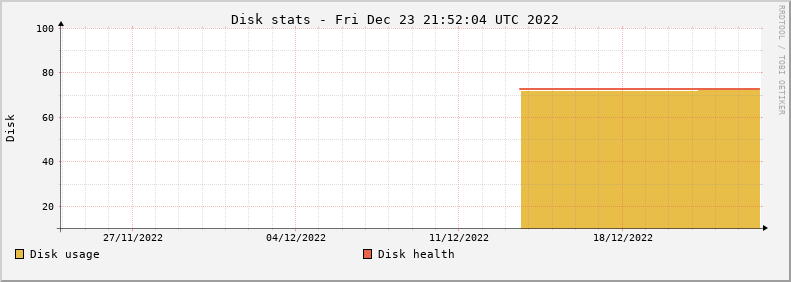 Disk stats - Fri Dec 23 21:52:04 UTC 2022
RRDTOOL / TOBI OETIKER
Disk
100
80
60
40
20
27/11/2022 04/12/2022 11/12/2022 18/12/2022
Disk usage Disk health